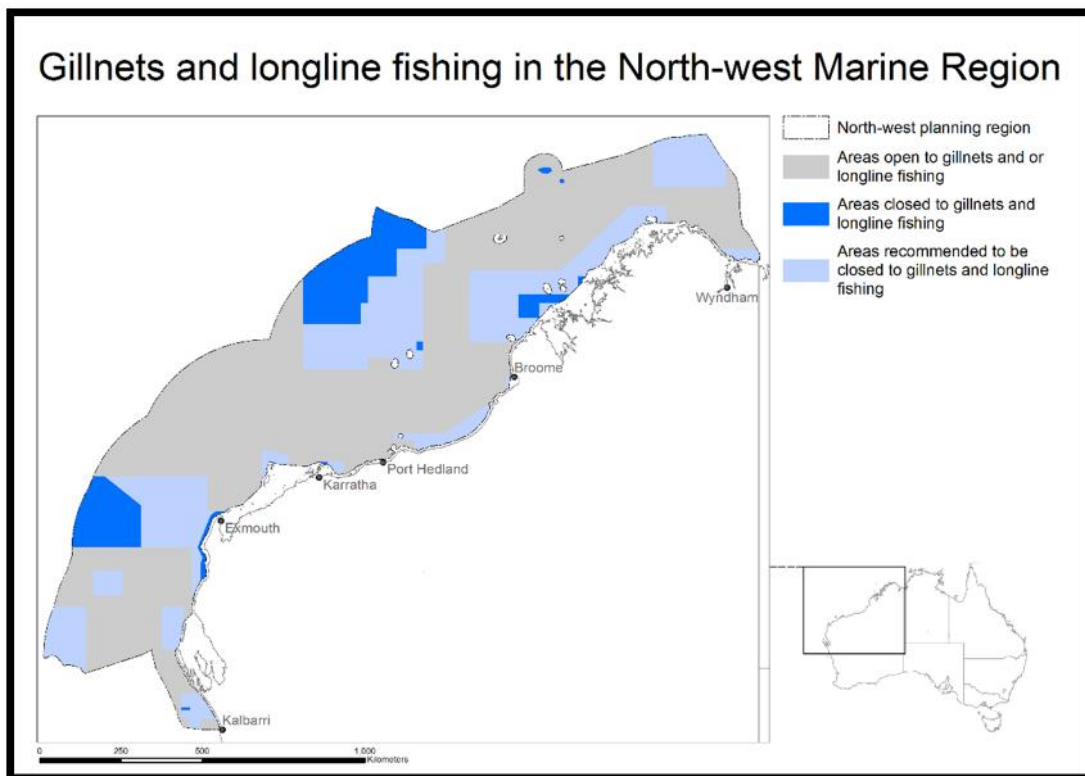 Gillnets and longline fishing in the North-west Marine Region
North-west planning region
Areas open to gillnets and or
longline fishing
Areas closed to gillnets and
longline fishing
Areas recommended to be
closed to gillnets and longline
fishing
Wyndham
Broome
Port Hedland
Karratha
Exmouth
Kalbarri
0 250 500 1,000
Kilometers